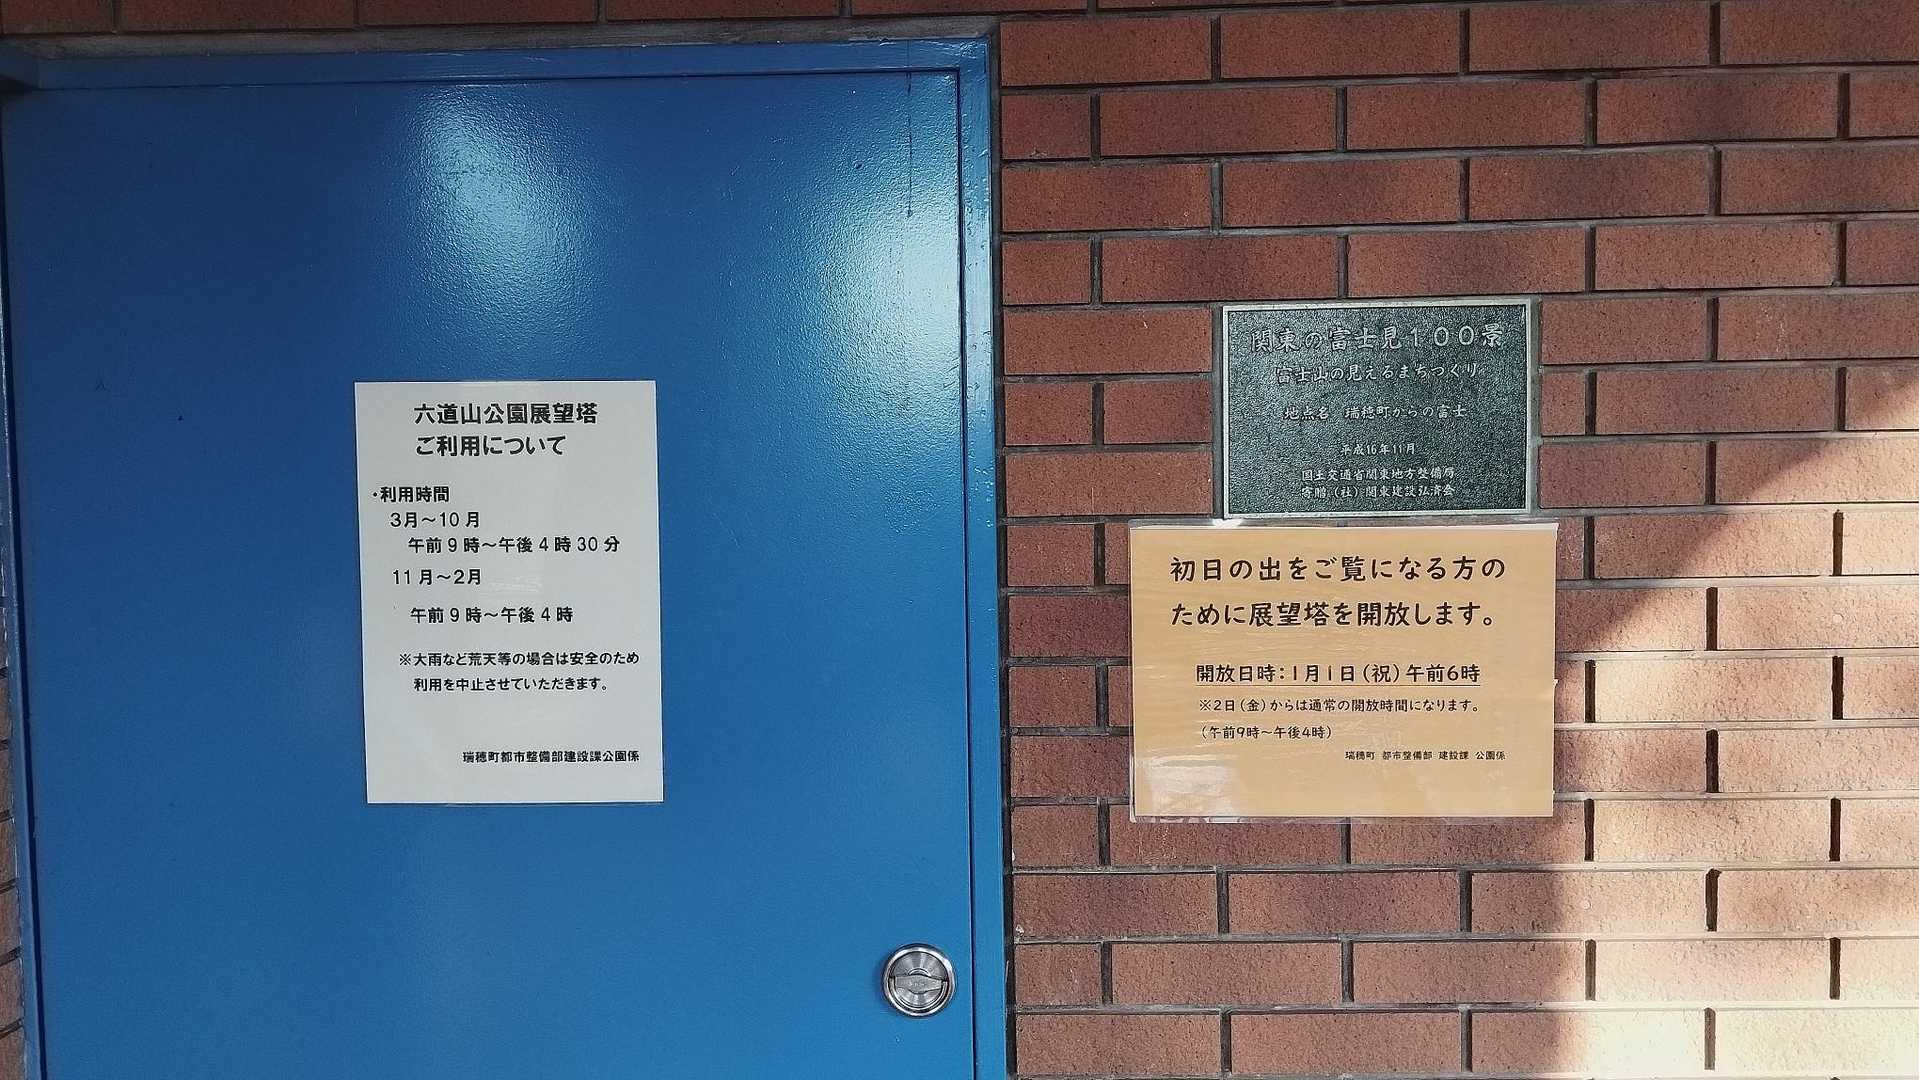 六道山公園展望塔
ご利用について
・利用時間
3月～10月
午前9時～午後4時30分
11月～2月
午前9時～午後4時
※大雨など荒天等の場合は安全のため
利用を中止させていただきます。
瑞穂町都市整備部建設課公園係
関東の富士見100景
富士山の見えるまちづくり
地点名 瑞穂町からの富士
平成16年11月
国土交通省関東地方整備局
寄贈（社）関東建設弘済会
初日の出をご覧になる方の
ために展望塔を開放します。
開放日時：1月1日（祝）午前6時
※2日（金）からは通常の開放時間になります。
（午前9時～午後4時）
瑞穂町 都市整備部 建設課 公園係